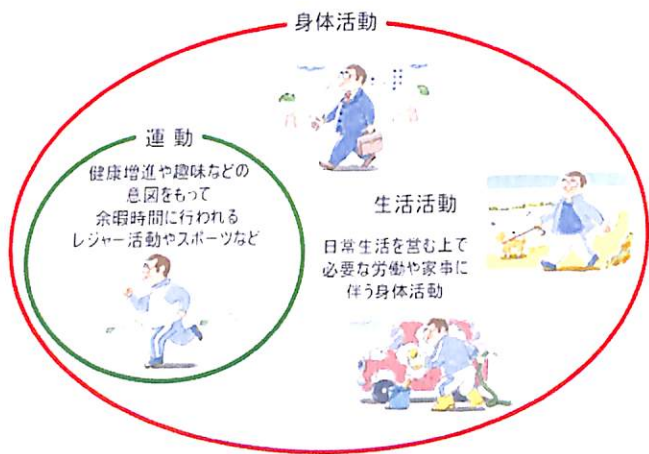 身体活動
運動
健康増進や趣味などの
意図をもって
余暇時間に行われる
レジャー活動やスポーツなど
生活活動
日常生活を営む上で
必要な労働や家事に
伴う身体活動